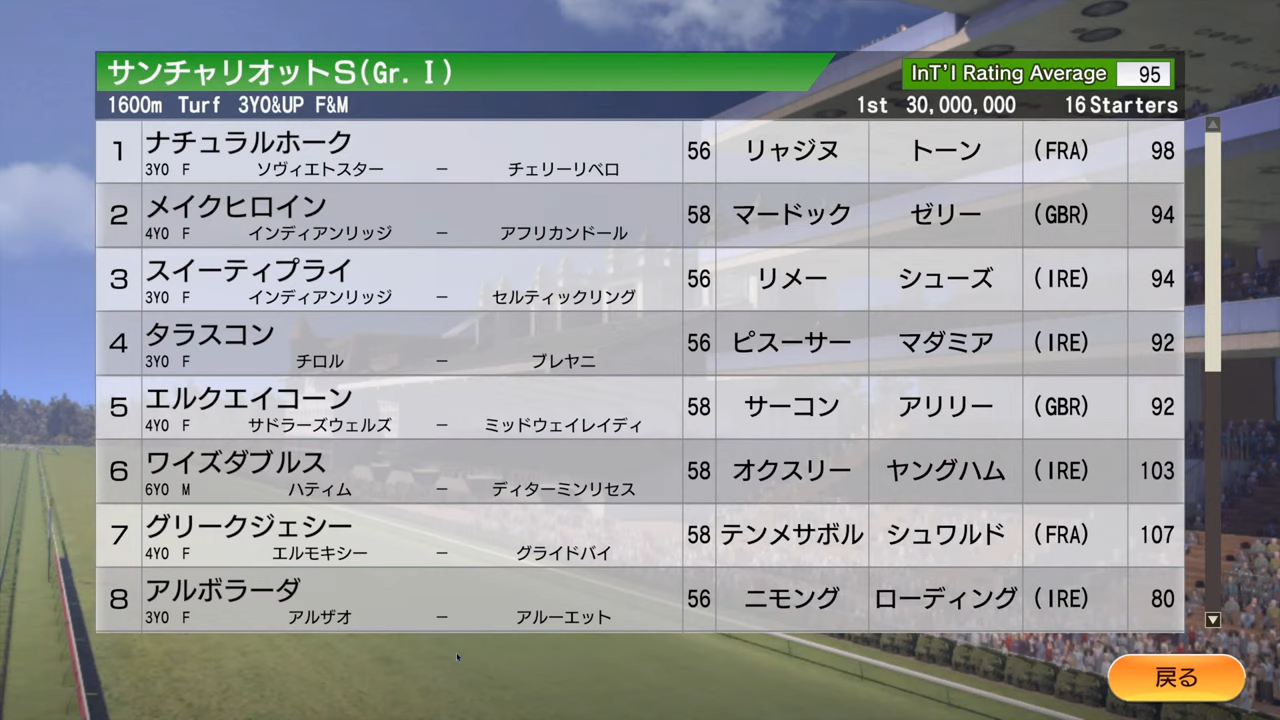 サンチャリオットS(Gr.Ⅰ) InT'l Rating Average 95
1600m Turf 3YO&UP F&M 1st 30,000,000 16Starters
1 ナチュラルホーク 56 リャジヌ トーン (FRA) 98
3YO F ソヴィエトスター ー チェリーリベロ
2 メイクヒロイン 58 マードック ゼリー (GBR) 94
4YO F インディアンリッジ ー アフリカンドール
3 スイーティプライ 56 リメー シューズ (IRE) 94
3YO F インディアンリッジ ー セルティックリング
4 タラスコン 56 ピスーサー マダミア (IRE) 92
3YO F チロル ー ブレヤニ
5 エルクエイコーン 58 サーコン アリリー (GBR) 92
4YO F サドラーズウェルズ ー ミッドウェイレイディ
6 ワイズダブルス 58 オクスリー ヤングハム (IRE) 103
6YO M ハティム ー ディターミンリセス
7 グリークジェシー 58 テンメサボル シュワルド (FRA) 107
4YO F エルモキシー ー グライドバイ
8 アルボラーダ 56 ニモング ローディング (IRE) 80
3YO F アルザオ ー アルーエット
戻る